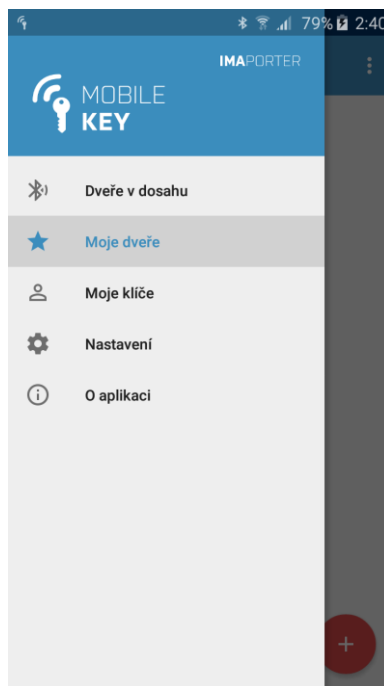 79% 2:40
IMAPORTER
MOBILE
KEY
Dveře v dosahu
Moje dveře
Moje klíče
Nastavení
O aplikaci